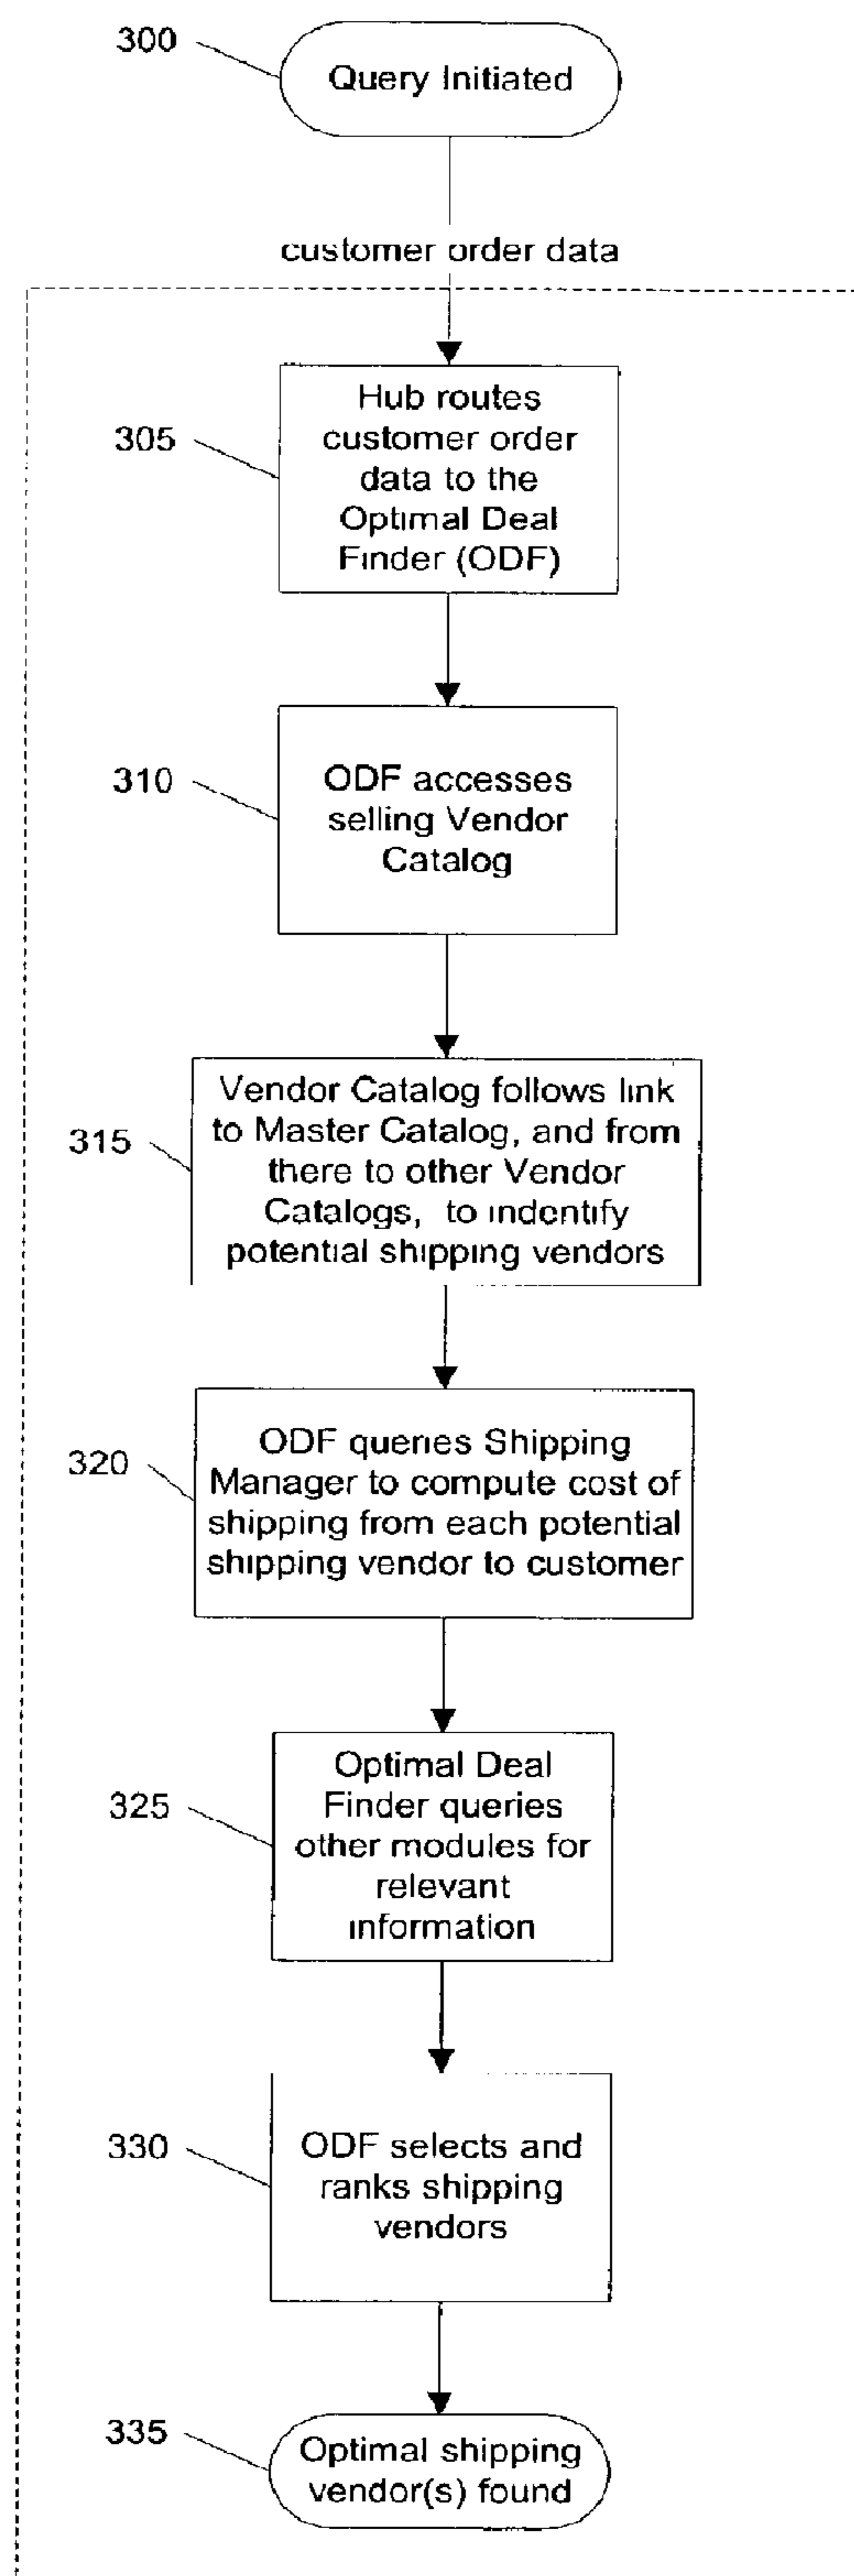 300
Query Initiated
customer order data
305
Hub routes
customer order
data to the
Optimal Deal
Finder (ODF)
310
ODF accesses
selling Vendor
Catalog
315
Vendor Catalog follows link
to Master Catalog, and from
there to other Vendor
Catalogs, to indentify
potential shipping vendors
320
ODF queries Shipping
Manager to compute cost of
shipping from each potential
shipping vendor to customer
325
Optimal Deal
Finder queries
other modules for
relevant
information
330
ODF selects and
ranks shipping
vendors
335
Optimal shipping
vendor(s) found